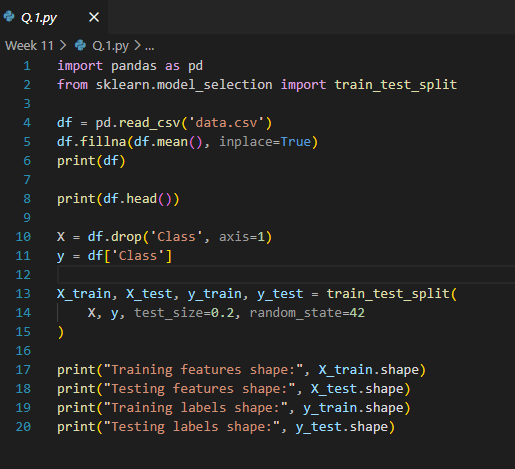 Q.1.py ×
Week 11 > Q.1.py > ...
1 import pandas as pd
2 from sklearn.model_selection import train_test_split
3
4 df = pd.read_csv('data.csv')
5 df.fillna(df.mean(), inplace=True)
6 print(df)
7
8 print(df.head())
9
10 X = df.drop('Class', axis=1)
11 y = df['Class']
12
13 X_train, X_test, y_train, y_test = train_test_split(
14     X, y, test_size=0.2, random_state=42
15 )
16
17 print("Training features shape:", X_train.shape)
18 print("Testing features shape:", X_test.shape)
19 print("Training labels shape:", y_train.shape)
20 print("Testing labels shape:", y_test.shape)